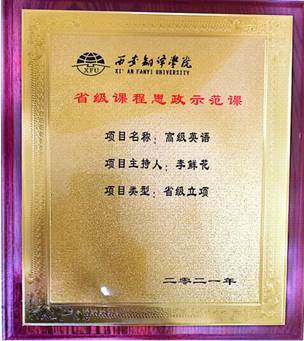 西安翻译学院
XI' AN FANYI UNIVERSITY
XFU
省级课程思政示范课
项目名称：高级英语
项目主持人：李鲜花
项目类型：省级立项
二零二一年